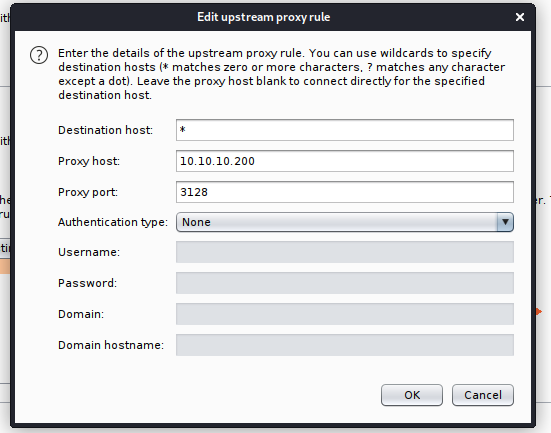 Edit upstream proxy rule
Enter the details of the upstream proxy rule. You can use wildcards to specify
destination hosts (* matches zero or more characters, ? matches any character
except a dot). Leave the proxy host blank to connect directly for the specified
destination host.
Destination host: *
Proxy host: 10.10.10.200
Proxy port: 3128
Authentication type: None
Username:
Password:
Domain:
Domain hostname:
OK Cancel